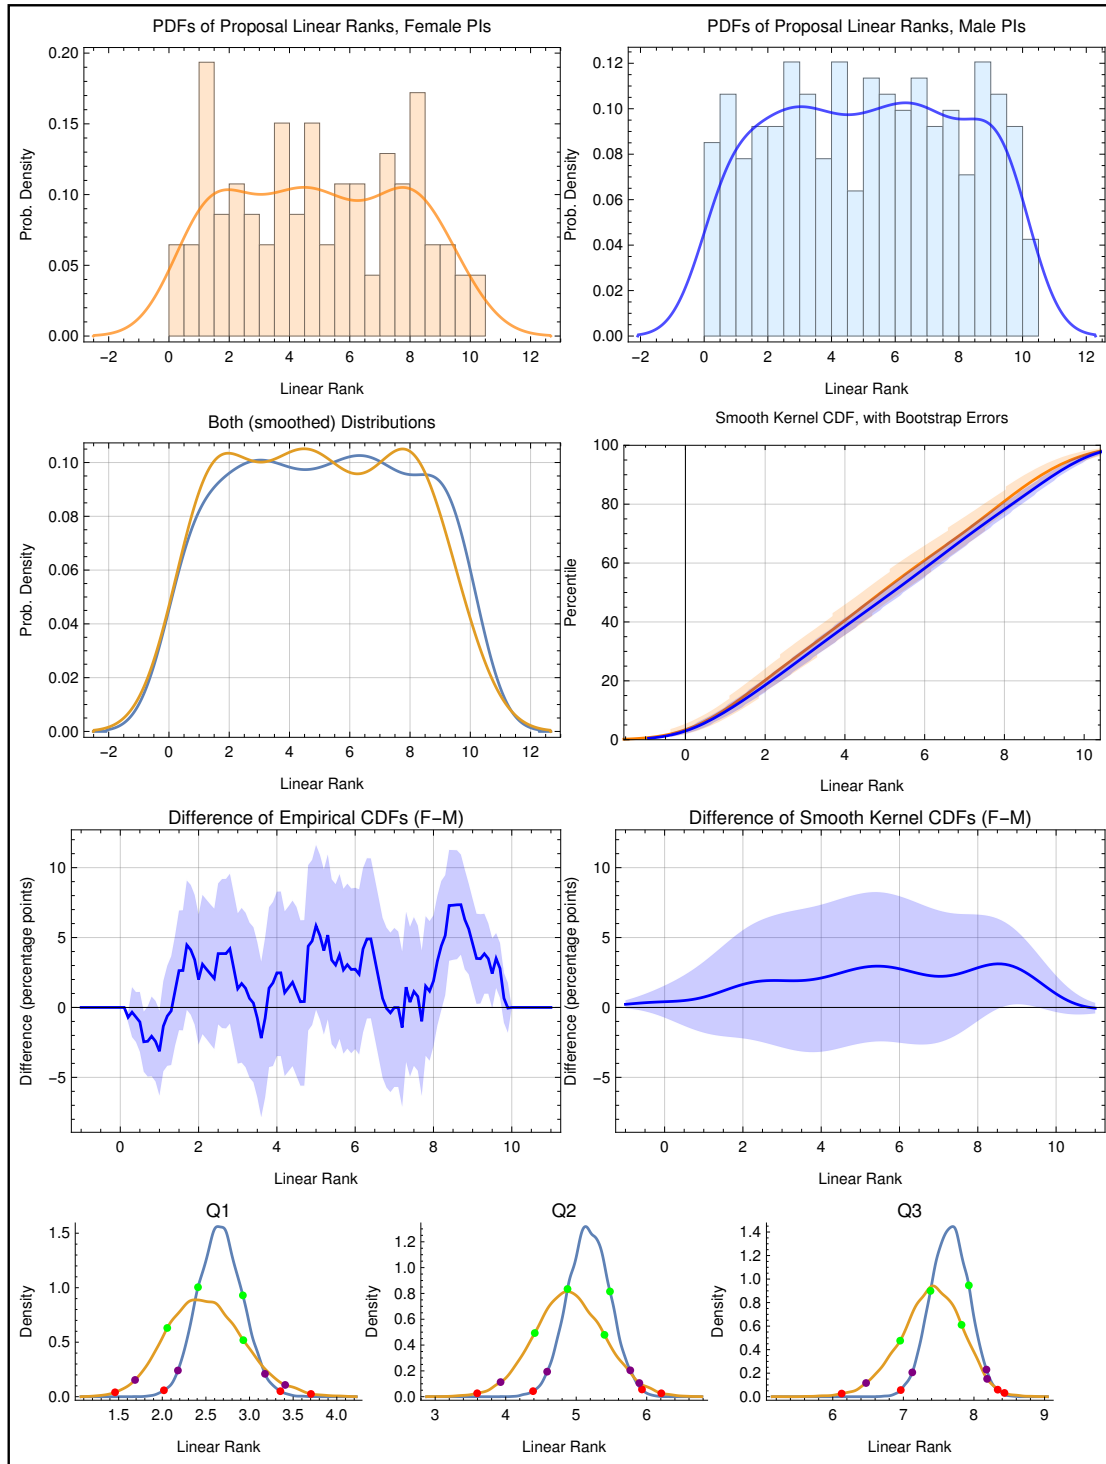 PDFs of Proposal Linear Ranks, Female PIs
PDFs of Proposal Linear Ranks, Male PIs
0.20
0.15
0.10
0.05
0.00
Prob. Density
−2 0 2 4 6 8 10 12
Linear Rank
0.12
0.10
0.08
0.06
0.04
0.02
0.00
Prob. Density
−2 0 2 4 6 8 10 12
Linear Rank
Both (smoothed) Distributions
0.10
0.08
0.06
0.04
0.02
0.00
Prob. Density
−2 0 2 4 6 8 10 12
Linear Rank
Smooth Kernel CDF, with Bootstrap Errors
100
80
60
40
20
0
Percentile
0 2 4 6 8 10
Linear Rank
Difference of Empirical CDFs (F−M)
10
5
0
−5
Difference (percentage points)
0 2 4 6 8 10
Linear Rank
Difference of Smooth Kernel CDFs (F−M)
10
5
0
−5
Difference (percentage points)
0 2 4 6 8 10
Linear Rank
Q1
1.5
1.0
0.5
0.0
Density
1.5 2.0 2.5 3.0 3.5 4.0
Linear Rank
Q2
1.2
1.0
0.8
0.6
0.4
0.2
0.0
Density
3 4 5 6
Linear Rank
Q3
1.4
1.2
1.0
0.8
0.6
0.4
0.2
0.0
Density
6 7 8 9
Linear Rank